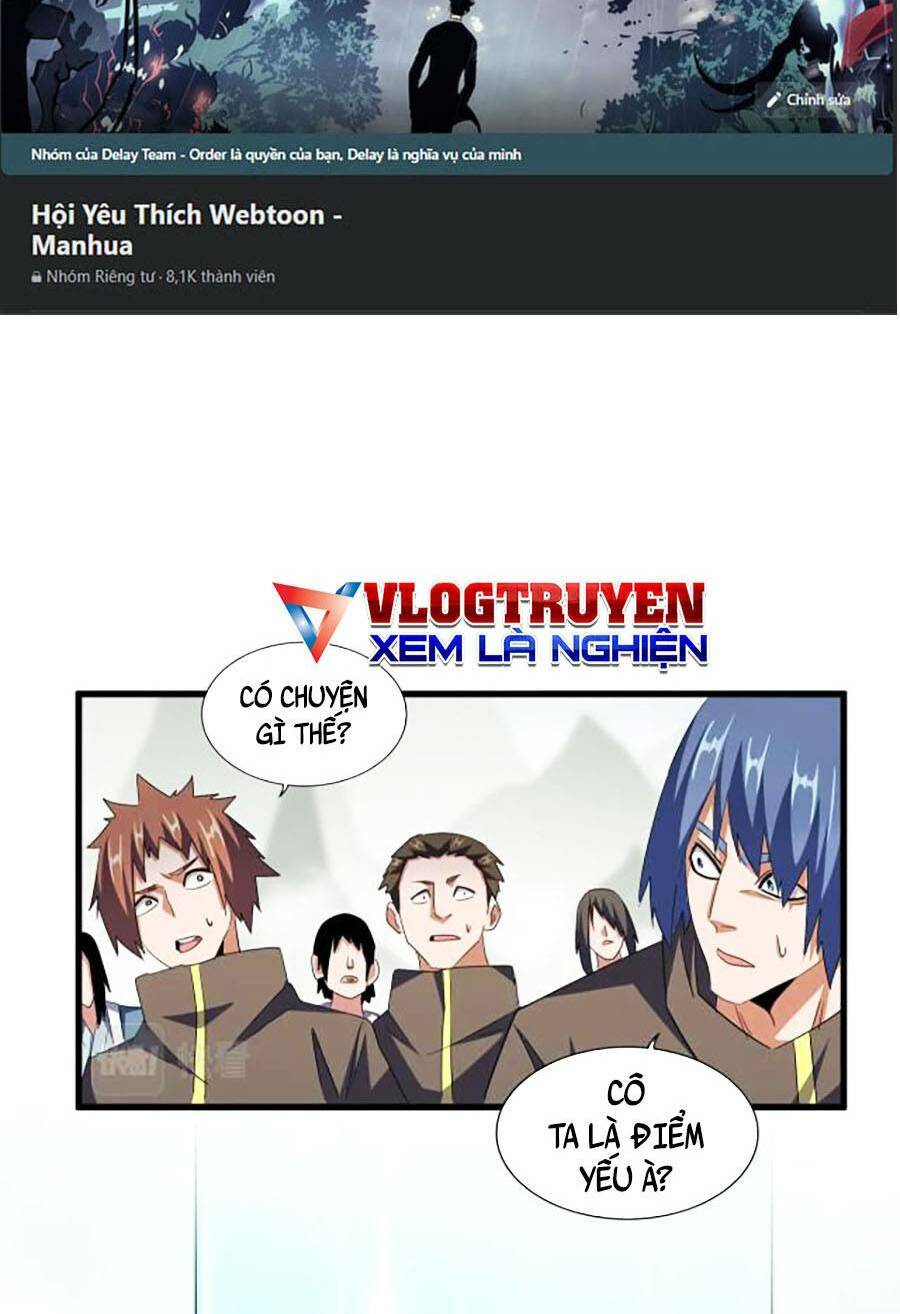 Chỉnh sửa
Nhóm của Delay Team - Order là quyền của bạn, Delay là nghĩa vụ của mình
Hội Yêu Thích Webtoon -
Manhua
Nhóm Riêng tư · 8,1K thành viên
VLOGTRUYEN
XEM LÀ NGHIỆN
CÓ CHUYỆN
GÌ THẾ?
CÔ
TA LÀ ĐIỂM
YẾU À?